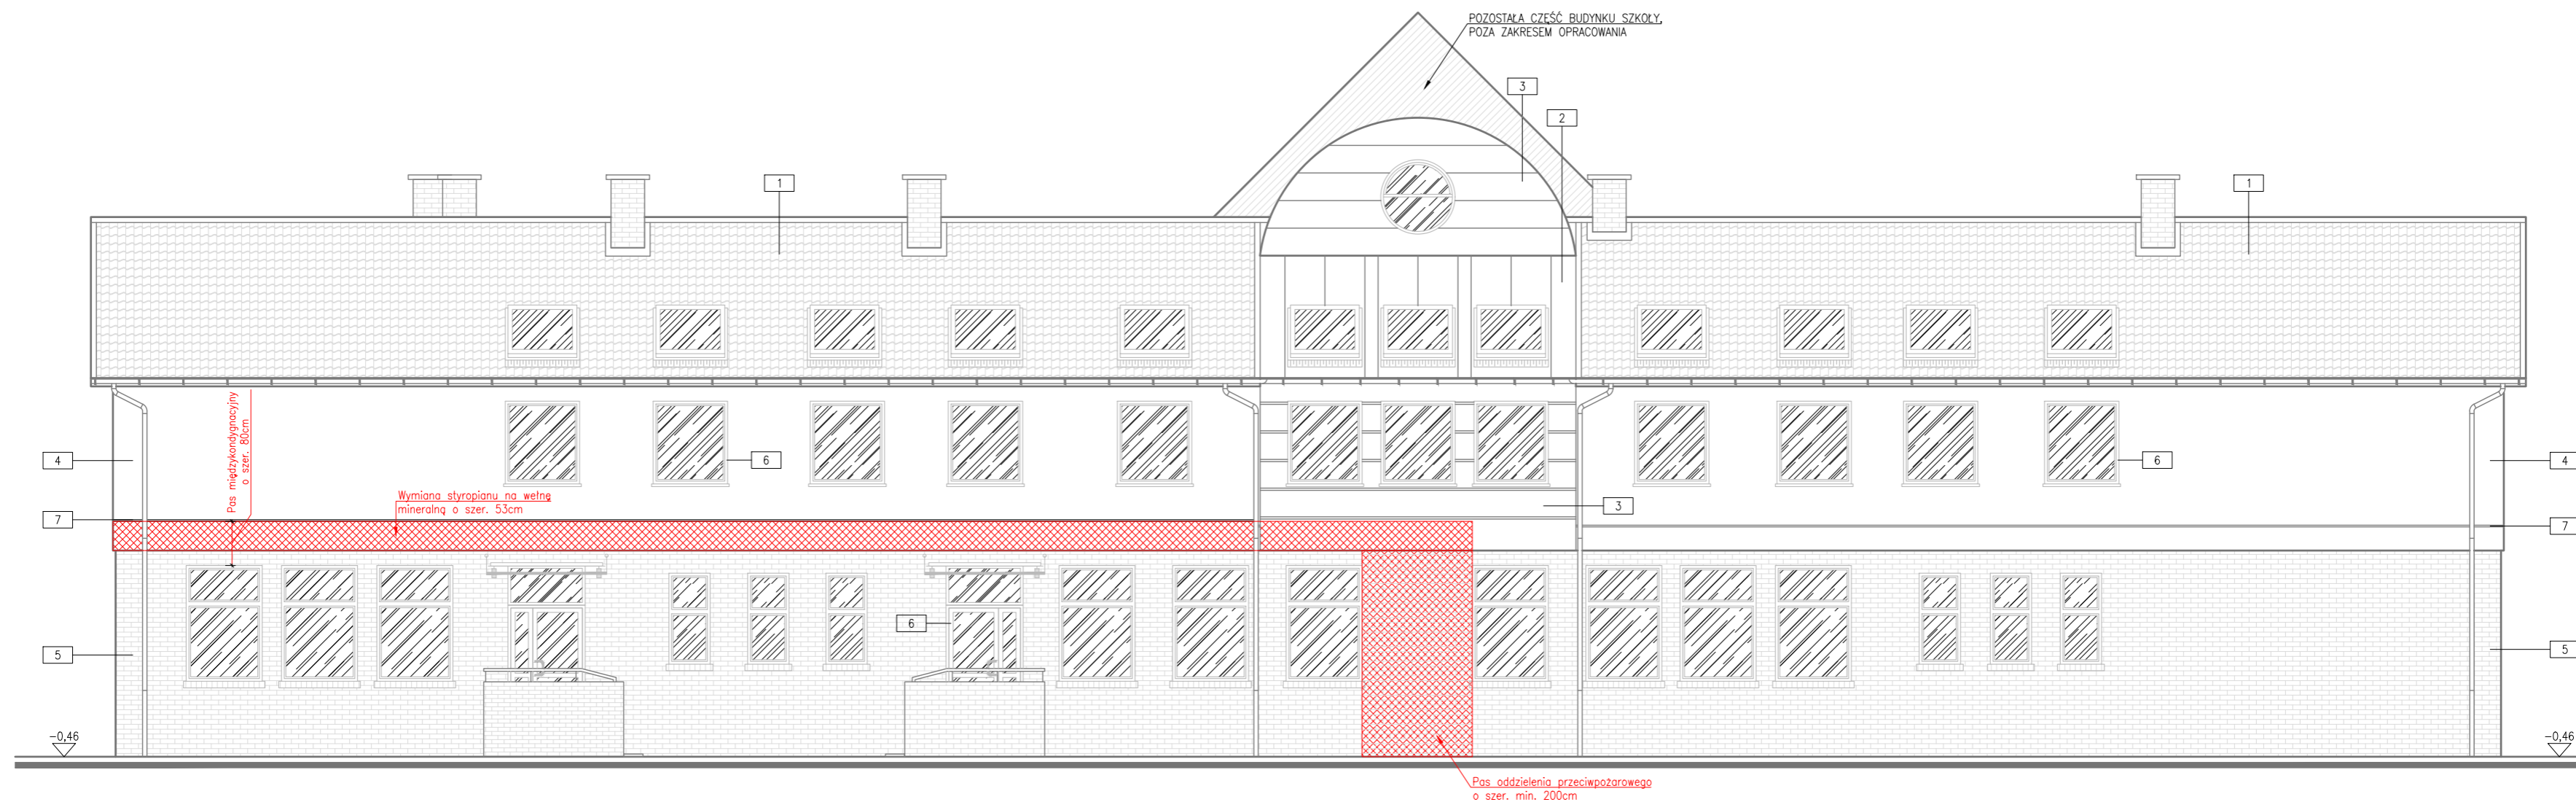 POZOSTAŁA CZĘŚĆ BUDYNKU SZKOŁY,
POZA ZAKRESEM OPRACOWANIA
3
2
1
1
Pas międzykondygnacyjny
o szer. 80cm
4
6
6
4
Wymiana styropianu na wełnę
mineralną o szer. 53cm
3
7
7
6
5
5
-0,46
-0,46
Pas oddzielenia przeciwpożarowego
o szer. min. 200cm